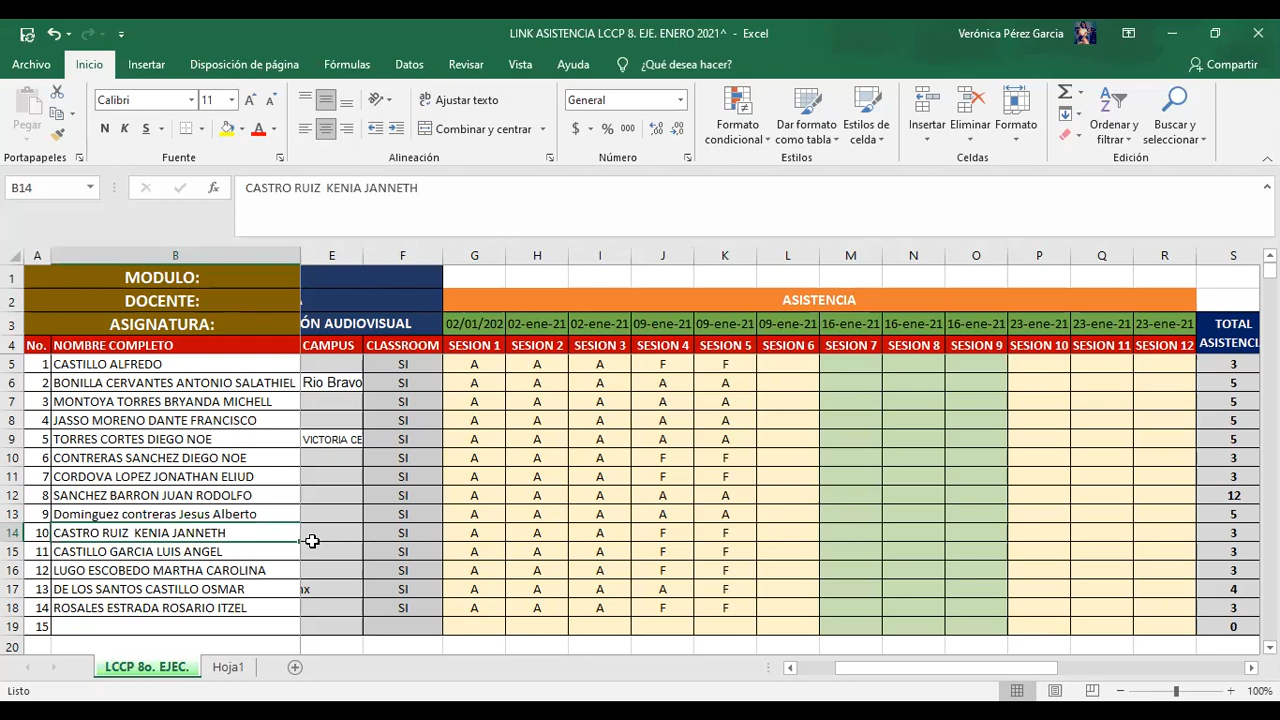 LINK ASISTENCIA LCCP 8. EJE. ENERO 2021^ - Excel
Verónica Pérez Garcia
Archivo Inicio Insertar Disposición de página Fórmulas Datos Revisar Vista Ayuda ¿Qué desea hacer? Compartir
Pegar
Calibri 11
N K S
Ajustar texto
Combinar y centrar
General
$ % 000
Formato condicional
Dar formato como tabla
Estilos de celda
Insertar Eliminar Formato
Ordenar y filtrar
Buscar y seleccionar
Portapapeles Fuente Alineación Número Estilos Celdas Edición
B14 fx CASTRO RUIZ  KENIA JANNETH
A B E F G H I J K L M N O P Q R S
1 MODULO:
2 DOCENTE: ASISTENCIA
3 ASIGNATURA: ÓN AUDIOVISUAL 02/01/202 02-ene-21 02-ene-21 09-ene-21 09-ene-21 09-ene-21 16-ene-21 16-ene-21 16-ene-21 23-ene-21 23-ene-21 23-ene-21 TOTAL
4 No. NOMBRE COMPLETO CAMPUS CLASSROOM SESION 1 SESION 2 SESION 3 SESION 4 SESION 5 SESION 6 SESION 7 SESION 8 SESION 9 SESION 10 SESION 11 SESION 12 ASISTENCI
5 1 CASTILLO ALFREDO SI A A A F F 3
6 2 BONILLA CERVANTES ANTONIO SALATHIEL Rio Bravo SI A A A A A 5
7 3 MONTOYA TORRES BRYANDA MICHELL SI A A A A A 5
8 4 JASSO MORENO DANTE FRANCISCO SI A A A A A 5
9 5 TORRES CORTES DIEGO NOE VICTORIA CE SI A A A A A 5
10 6 CONTRERAS SANCHEZ DIEGO NOE SI A A A F F 3
11 7 CORDOVA LOPEZ JONATHAN ELIUD SI A A A F F 3
12 8 SANCHEZ BARRON JUAN RODOLFO SI A A A A A 12
13 9 Dominguez contreras Jesus Alberto SI A A A A A 5
14 10 CASTRO RUIZ  KENIA JANNETH SI A A A F F 3
15 11 CASTILLO GARCIA LUIS ANGEL SI A A A F F 3
16 12 LUGO ESCOBEDO MARTHA CAROLINA SI A A A F F 3
17 13 DE LOS SANTOS CASTILLO OSMAR SI A A A A F 4
18 14 ROSALES ESTRADA ROSARIO ITZEL SI A A A F F 3
19 15 0
20
LCCP 8o. EJEC. Hoja1
Listo 100%